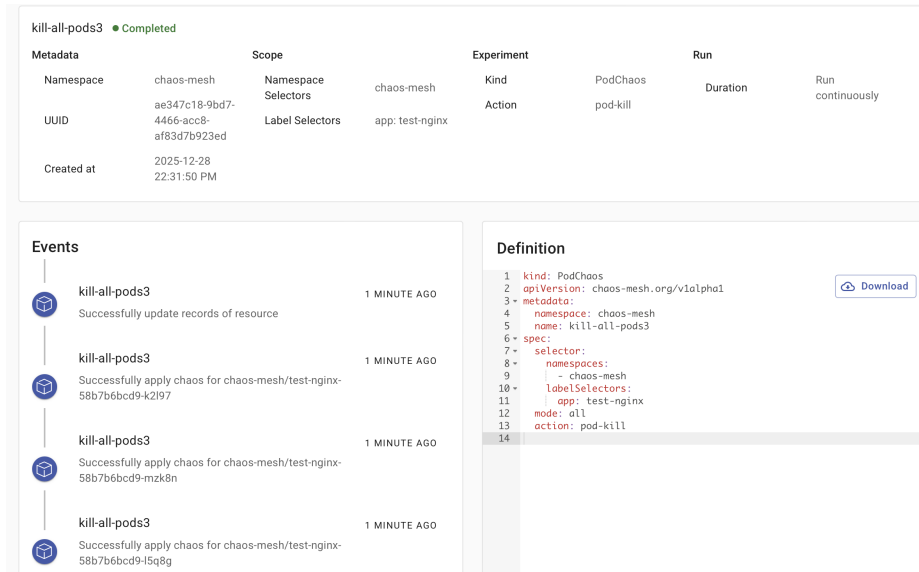 kill-all-pods3 Completed
Metadata
Namespace chaos-mesh
UUID ae347c18-9bd7-
4466-acc8-
af83d7b923ed
Created at 2025-12-28
22:31:50 PM
Scope
Namespace
Selectors chaos-mesh
Label Selectors app: test-nginx
Experiment
Kind PodChaos
Action pod-kill
Run
Duration Run
continuously
Events
kill-all-pods3 1 MINUTE AGO
Successfully update records of resource
kill-all-pods3 1 MINUTE AGO
Successfully apply chaos for chaos-mesh/test-nginx-
58b7b6bcd9-k2l97
kill-all-pods3 1 MINUTE AGO
Successfully apply chaos for chaos-mesh/test-nginx-
58b7b6bcd9-mzk8n
kill-all-pods3 1 MINUTE AGO
Successfully apply chaos for chaos-mesh/test-nginx-
58b7b6bcd9-l5q8g
Definition
Download
1 kind: PodChaos
2 apiVersion: chaos-mesh.org/v1alpha1
3 metadata:
4   namespace: chaos-mesh
5   name: kill-all-pods3
6 spec:
7   selector:
8     namespaces:
9       - chaos-mesh
10     labelSelectors:
11       app: test-nginx
12   mode: all
13   action: pod-kill
14